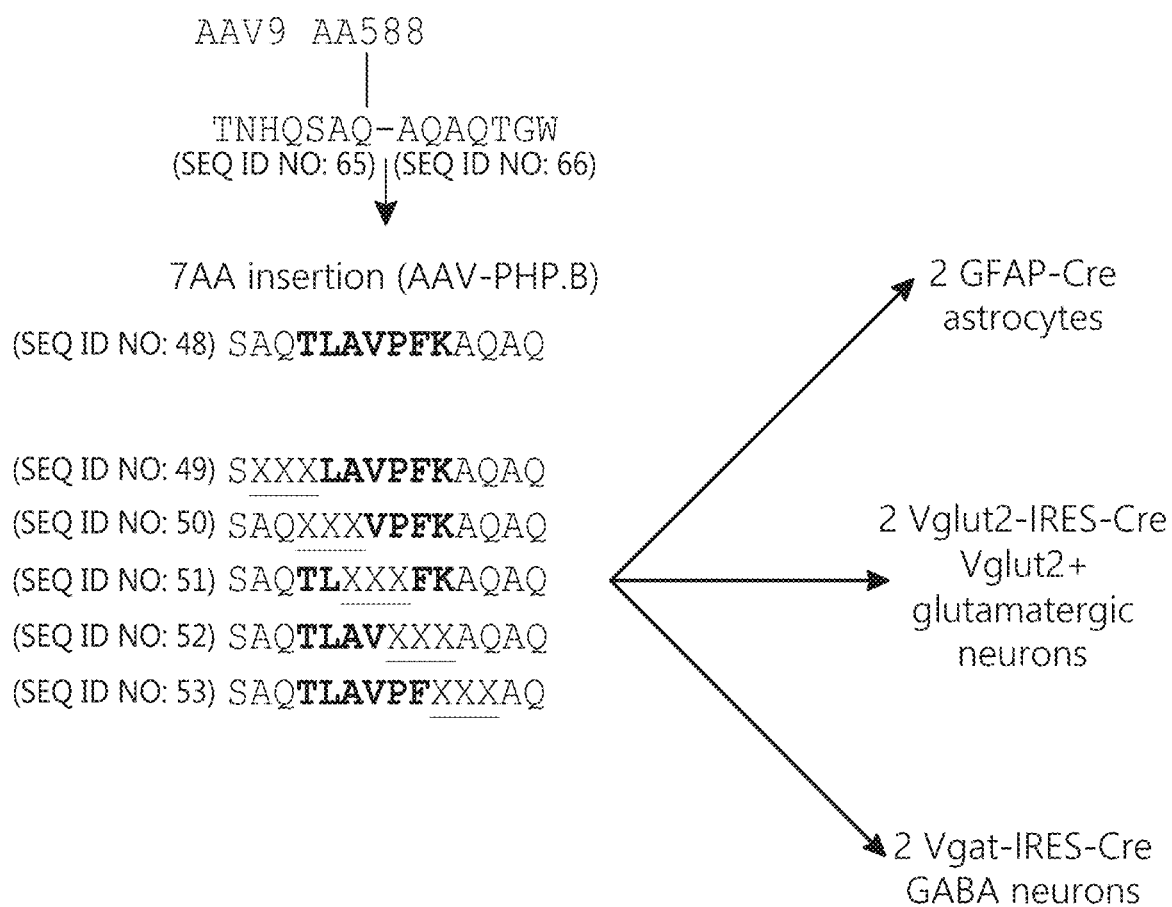 AAV9 AA588
TNHQSAQ-AQAQTGW
(SEQ ID NO: 65) (SEQ ID NO: 66)
7AA insertion (AAV-PHP.B)
(SEQ ID NO: 48) SAQTLAVPFKAQAQ
(SEQ ID NO: 49) SXXXLAVPFKAQAQ
(SEQ ID NO: 50) SAQXXXVPFKAQAQ
(SEQ ID NO: 51) SAQTLXXXFKAQAQ
(SEQ ID NO: 52) SAQTLAVXXXAQAQ
(SEQ ID NO: 53) SAQTLAVPFXXXAQ
2 GFAP-Cre
astrocytes
2 Vglut2-IRES-Cre
Vglut2+
glutamatergic
neurons
2 Vgat-IRES-Cre
GABA neurons